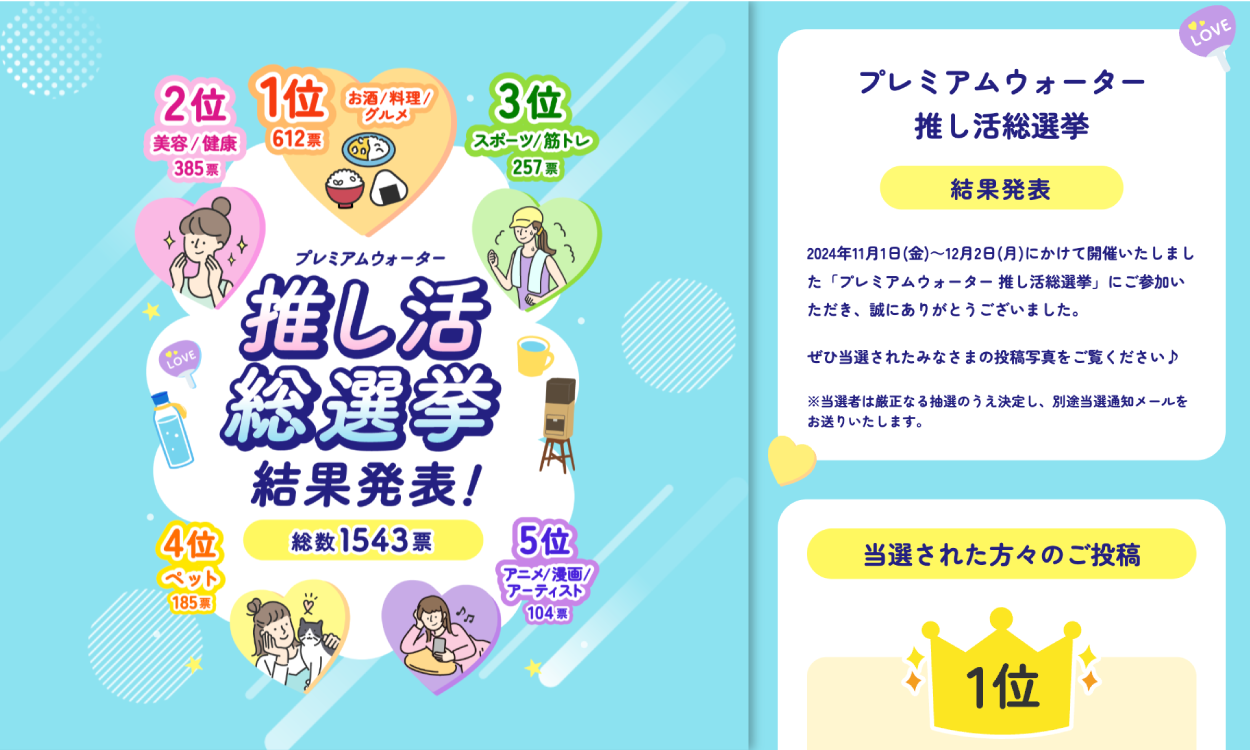 2位
美容/健康
385票
1位
お酒/料理/
グルメ
612票
3位
スポーツ/筋トレ
257票
プレミアムウォーター
推し活
総選挙
結果発表!
LOVE
総数1543票
4位
ペット
185票
5位
アニメ/漫画/
アーティスト
104票
LOVE
プレミアムウォーター
推し活総選挙
結果発表
2024年11月1日(金)〜12月2日(月)にかけて開催いたしまし
た「プレミアムウォーター 推し活総選挙」にご参加い
ただき、誠にありがとうございました。
ぜひ当選されたみなさまの投稿写真をご覧ください♪
※当選者は厳正なる抽選のうえ決定し、別途当選通知メールを
お送りいたします。
当選された方々のご投稿
1位